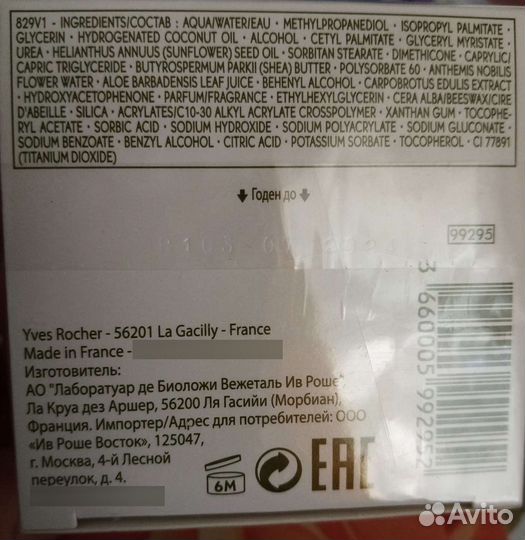 829V1 - INGREDIENTS/СОСТАВ : AQUA/WATER/EAU • METHYLPROPANEDIOL • ISOPROPYL PALMITATE •
GLYCERIN • HYDROGENATED COCONUT OIL • ALCOHOL • CETYL PALMITATE • GLYCERYL MYRISTATE •
UREA • HELIANTHUS ANNUUS (SUNFLOWER) SEED OIL • SORBITAN STEARATE • DIMETHICONE • CAPRYLIC/
CAPRIC TRIGLYCERIDE • BUTYROSPERMUM PARKII (SHEA) BUTTER • POLYSORBATE 60 • ANTHEMIS NOBILIS
FLOWER WATER • ALOE BARBADENSIS LEAF JUICE • BEHENYL ALCOHOL • CARPOBROTUS EDULIS EXTRACT
• HYDROXYACETOPHENONE • PARFUM/FRAGRANCE • ETHYLHEXYLGLYCERIN • CERA ALBA/BEESWAX/CIRE
D'ABEILLE • SILICA • ACRYLATES/C10-30 ALKYL ACRYLATE CROSSPOLYMER • XANTHAN GUM • TOCOPHE-
RYL ACETATE • SORBIC ACID • SODIUM HYDROXIDE • SODIUM POLYACRYLATE • SODIUM GLUCONATE •
SODIUM BENZOATE • BENZYL ALCOHOL • CITRIC ACID • POTASSIUM SORBATE • TOCOPHEROL • CI 77891
(TITANIUM DIOXIDE)
Годен до
99295
Yves Rocher - 56201 La Gacilly - France
Made in France -
Изготовитель:
АО "Лаборатуар де Биоложи Вежеталь Ив Роше"
Ла Круа дез Аршер, 56200 Ля Гасийи (Морбиан),
Франция. Импортер/Адрес для потребителей: ООО
«Ив Роше Восток», 125047,
г. Москва, 4-й Лесной
переулок, д. 4.
6M
EAC
3 660005 992952
Avito